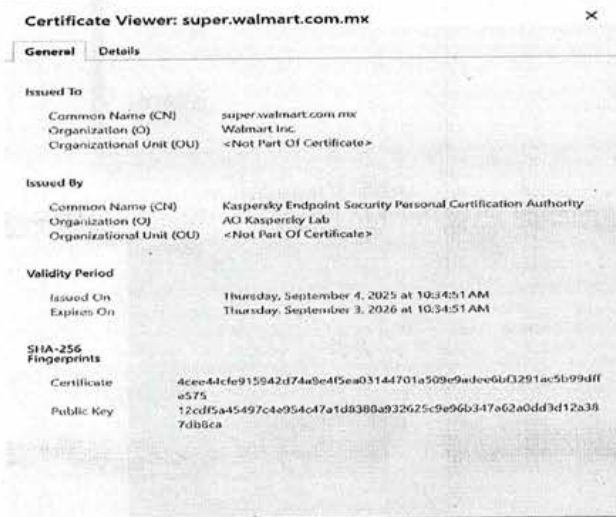 Certificate Viewer: super.walmart.com.mx
General Details
Issued To
Common Name (CN) super.walmart.com.mx
Organization (O) Walmart Inc.
Organizational Unit (OU) <Not Part Of Certificate>
Issued By
Common Name (CN) Kaspersky Endpoint Security Personal Certification Authority
Organization (O) AO Kaspersky Lab
Organizational Unit (OU) <Not Part Of Certificate>
Validity Period
Issued On Thursday, September 4, 2025 at 10:34:51 AM
Expires On Thursday, September 3, 2026 at 10:34:51 AM
SHA-256
Fingerprints
Certificate
e575
Public Key
7db8ca